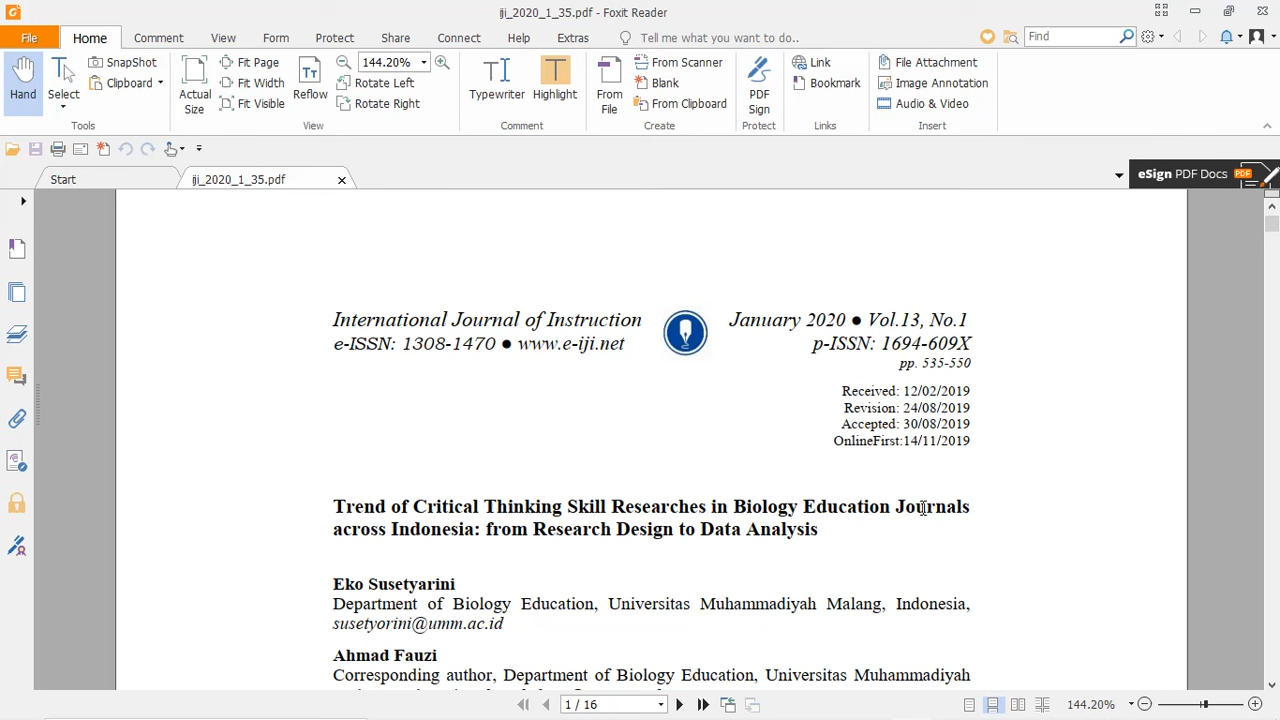 iji_2020_1_35.pdf - Foxit Reader
File Home Comment View Form Protect Share Connect Help Extras Tell me what you want to do.. Find
Hand
Select
SnapShot
Clipboard
Tools
Actual Size
Fit Page
Fit Width
Fit Visible
Reflow
144.20%
Rotate Left
Rotate Right
View
Typewriter
Highlight
Comment
From File
From Scanner
Blank
From Clipboard
Create
PDF Sign
Protect
Link
Bookmark
Links
File Attachment
Image Annotation
Audio & Video
Insert
Start iji_2020_1_35.pdf eSign PDF Docs PDF
International Journal of Instruction January 2020 ● Vol.13, No.1
e-ISSN: 1308-1470 ● www.e-iji.net p-ISSN: 1694-609X
pp. 535-550
Received: 12/02/2019
Revision: 24/08/2019
Accepted: 30/08/2019
OnlineFirst:14/11/2019
Trend of Critical Thinking Skill Researches in Biology Education Journals
across Indonesia: from Research Design to Data Analysis
Eko Susetyarini
Department of Biology Education, Universitas Muhammadiyah Malang, Indonesia,
susetyorini@umm.ac.id
Ahmad Fauzi
Corresponding author, Department of Biology Education, Universitas Muhammadiyah
1 / 16 144.20%